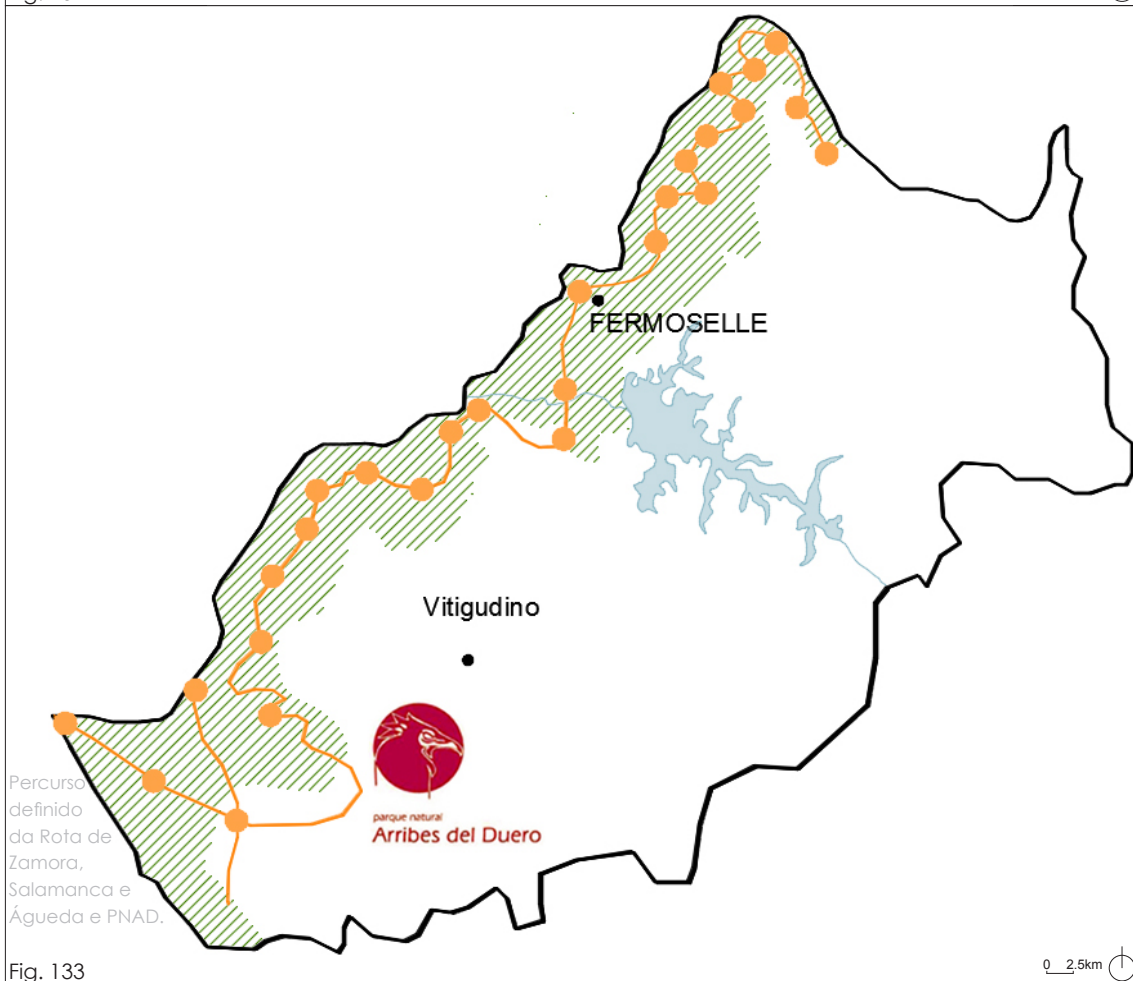 FERMOSELLE
Vitigudino
parque natural
Arribes del Duero
Percurso
definido
da Rota de
Zamora,
Salamanca e
Águeda e PNAD.
Fig. 133
0 2.5km